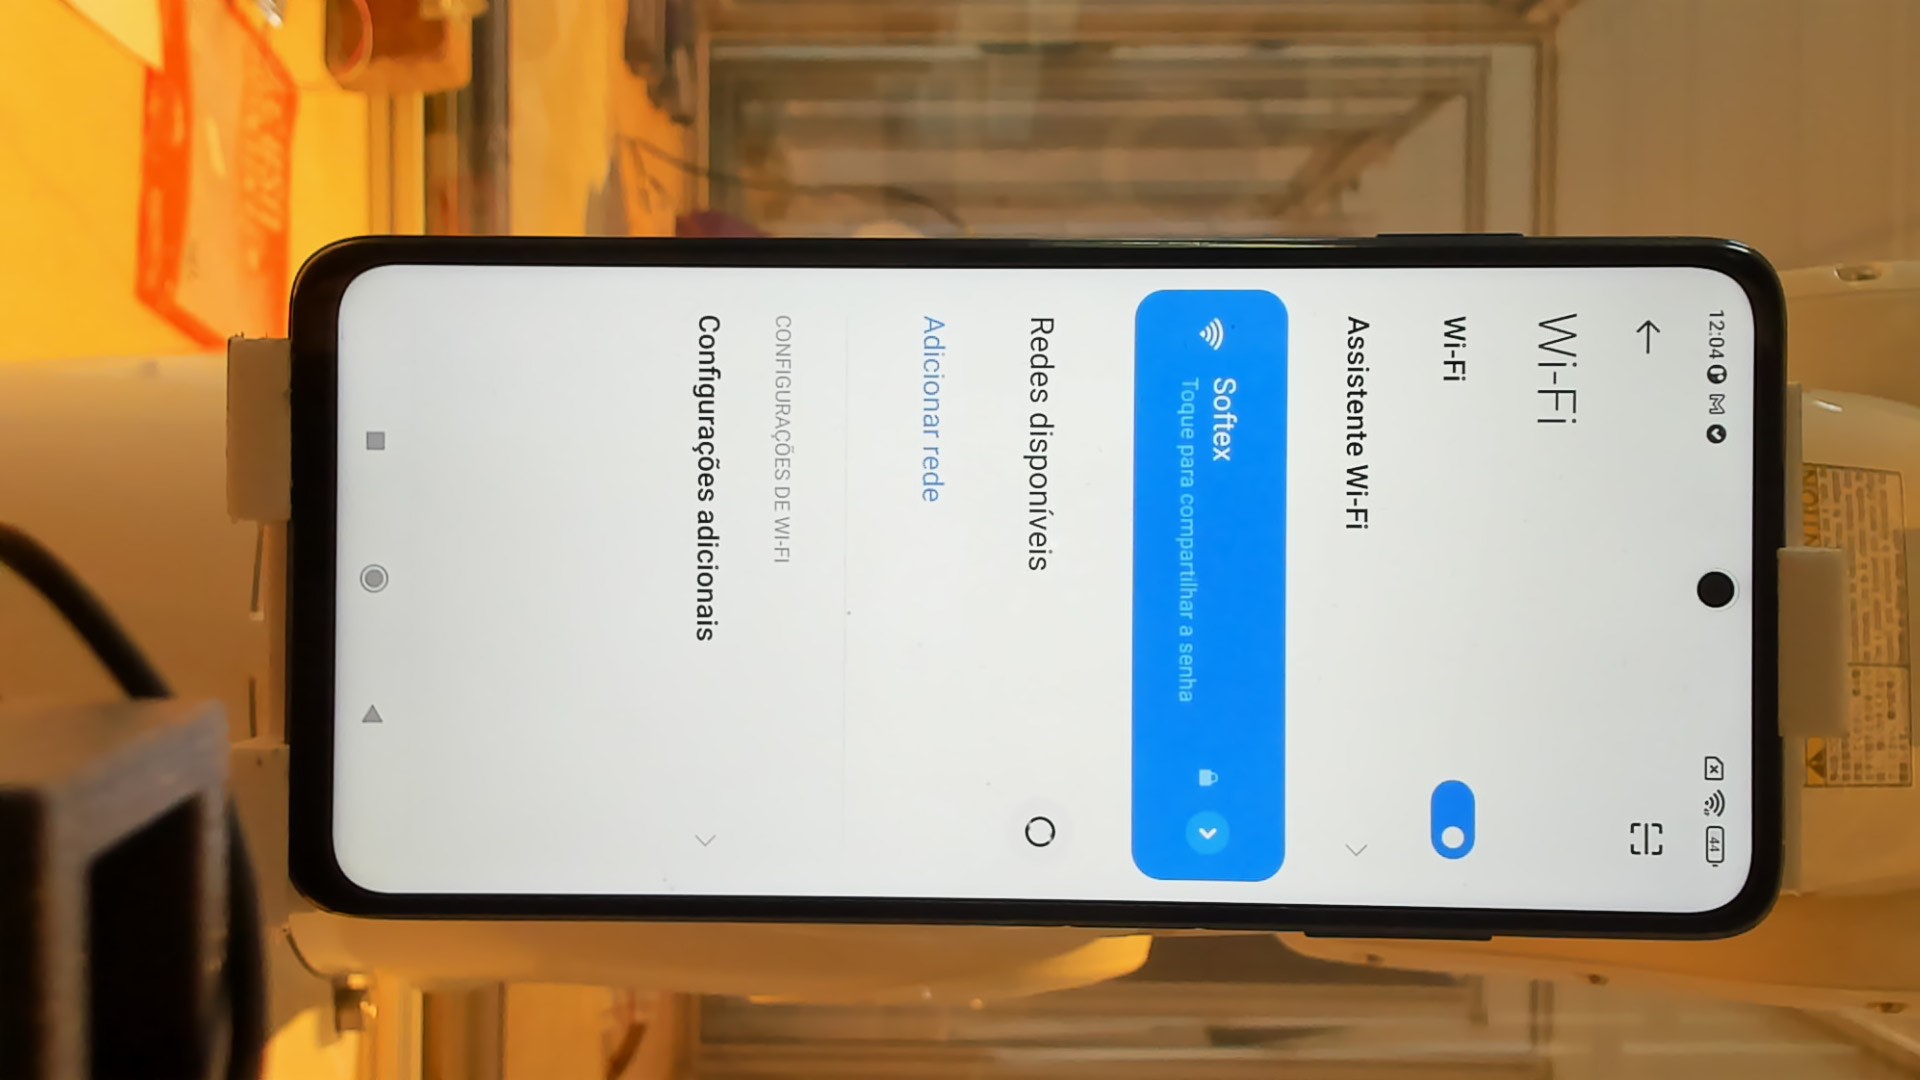 12:04
44
Wi-Fi
Wi-Fi
Assistente Wi-Fi
Softex
Toque para compartilhar a senha
Redes disponíveis
Adicionar rede
CONFIGURAÇÕES DE WI-FI
Configurações adicionais